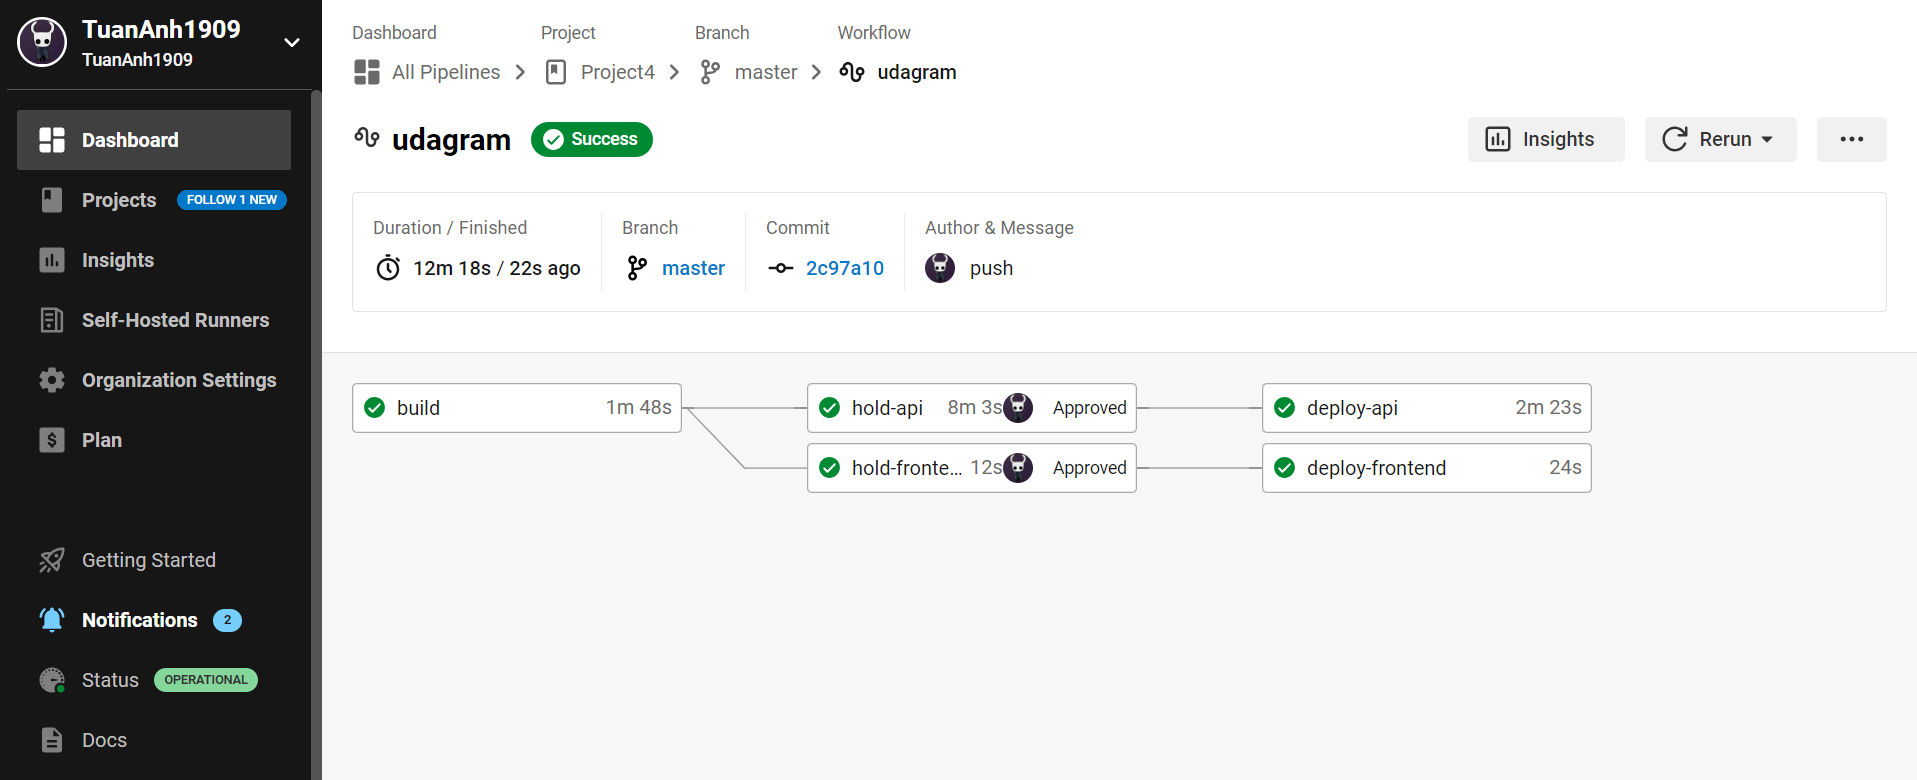 TuanAnh1909
TuanAnh1909
Dashboard
Projects FOLLOW 1 NEW
Insights
Self-Hosted Runners
Organization Settings
Plan
Getting Started
Notifications 2
Status OPERATIONAL
Docs
Dashboard Project Branch Workflow
All Pipelines Project4 master udagram
udagram Success
Insights Rerun ...
Duration / Finished Branch Commit Author & Message
12m 18s / 22s ago master 2c97a10 push
build 1m 48s hold-api 8m 3s Approved deploy-api 2m 23s
hold-fronte... 12s Approved deploy-frontend 24s